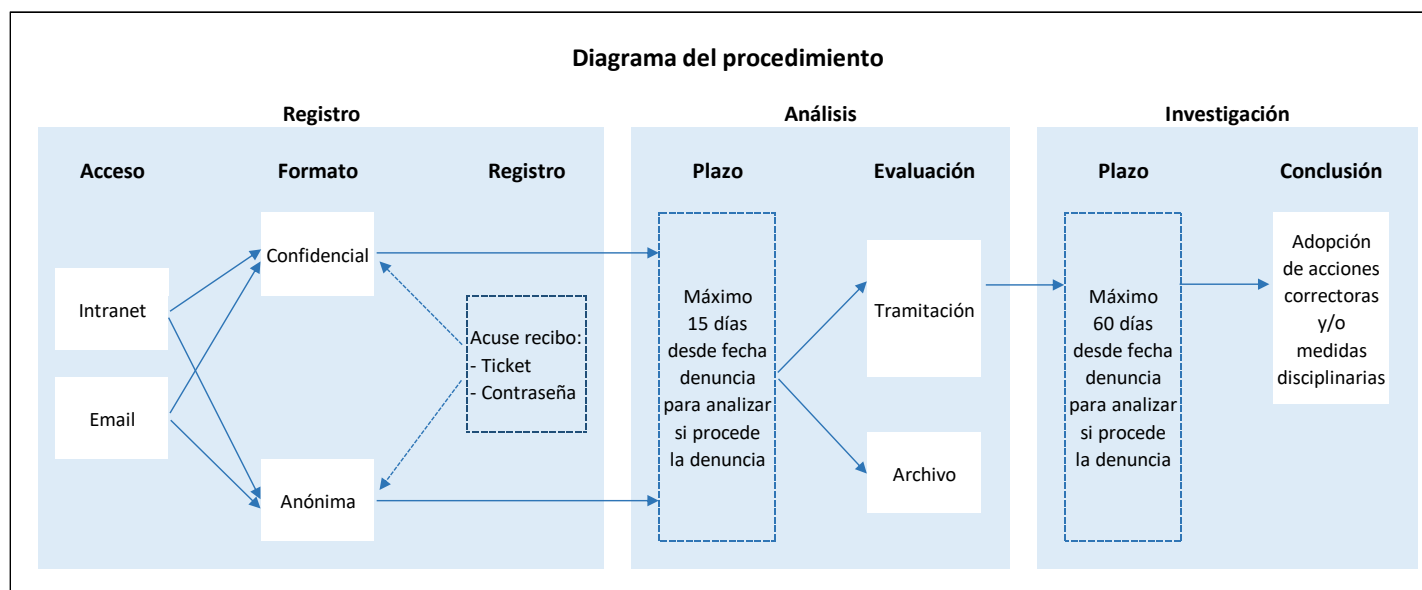 Diagrama del procedimiento
Registro
Acceso
Formato
Registro
Intranet
Email
Confidencial
Anónima
Acuse recibo:
- Ticket
- Contraseña
Análisis
Plazo
Evaluación
Máximo
15 días
desde fecha
denuncia
para analizar
si procede
la denuncia
Tramitación
Archivo
Investigación
Plazo
Conclusión
Máximo
60 días
desde fecha
denuncia
para analizar
si procede
la denuncia
Adopción
de acciones
correctoras
y/o
medidas
disciplinarias